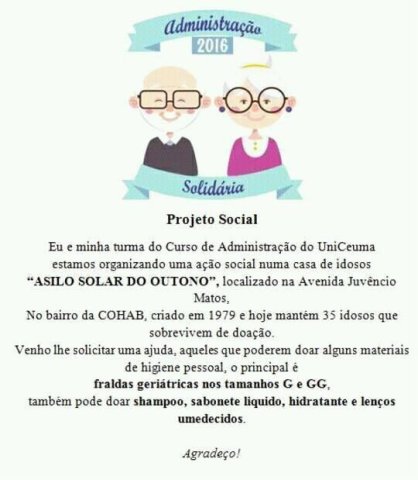 Administração
2016
Solidária
Projeto Social
Eu e minha turma do Curso de Administração do UniCeuma
estamos organizando uma ação social numa casa de idosos
“ASILO SOLAR DO OUTONO”, localizado na Avenida Juvêncio
Matos,
No bairro da COHAB, criado em 1979 e hoje mantém 35 idosos que
sobrevivem de doação.
Venho lhe solicitar uma ajuda, aqueles que poderem doar alguns materiais
de higiene pessoal, o principal é
fraldas geriátricas nos tamanhos G e GG,
também pode doar shampoo, sabonete liquido, hidratante e lenços
umedecidos.
Agradeço!